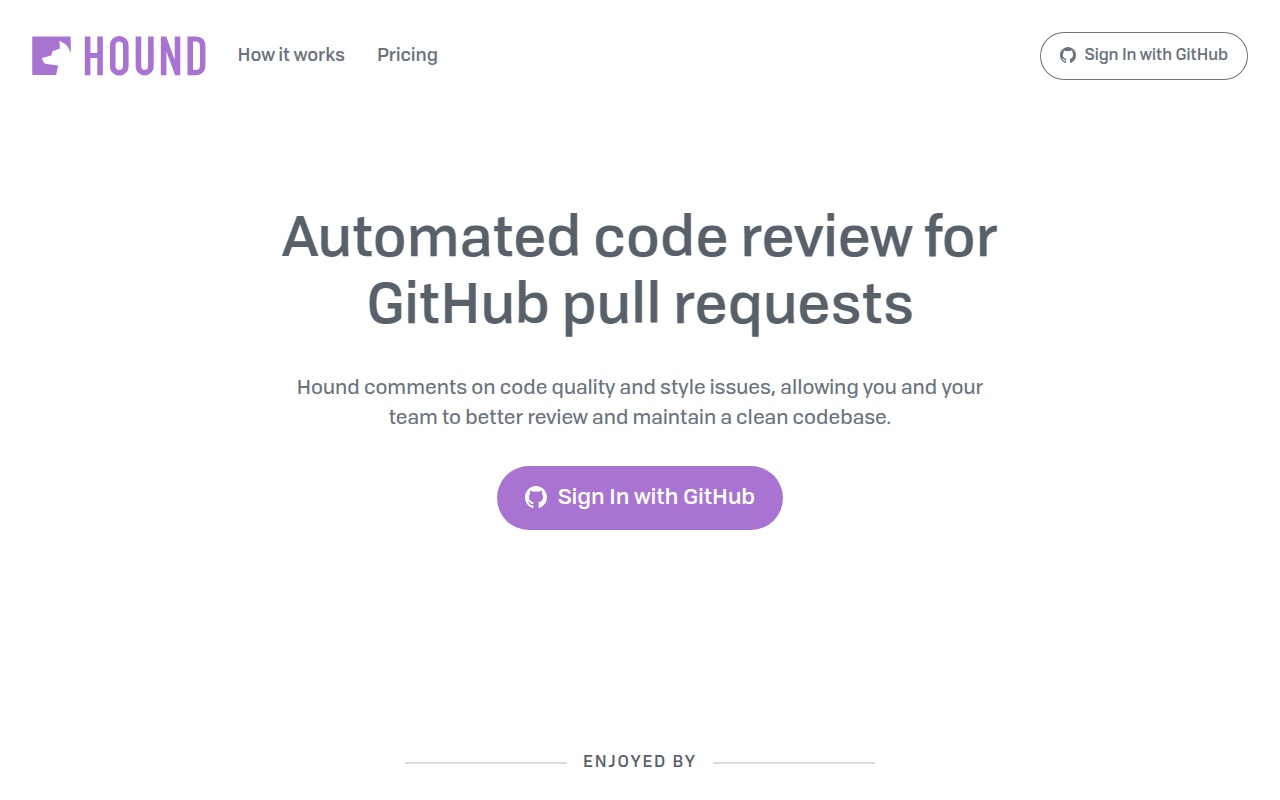 HOUND
How it works
Pricing
Sign In with GitHub
Automated code review for
GitHub pull requests
Hound comments on code quality and style issues, allowing you and your
team to better review and maintain a clean codebase.
Sign In with GitHub
ENJOYED BY